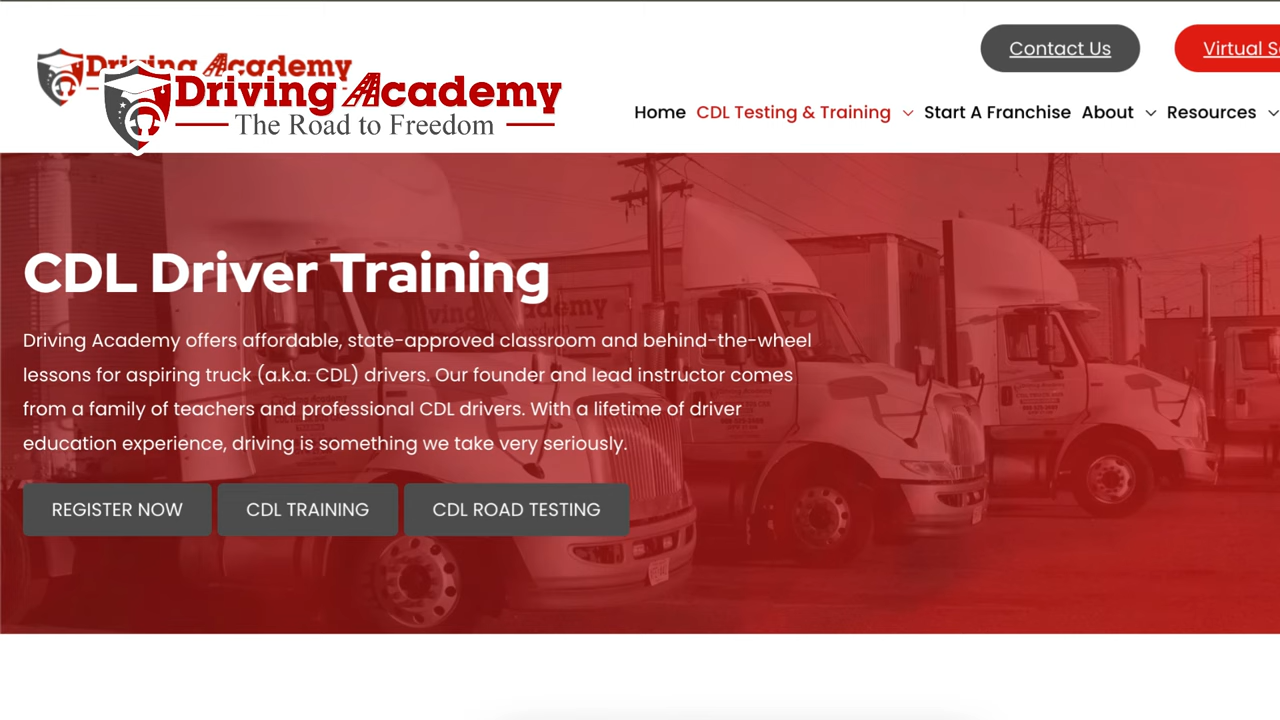 Contact Us
Virtual
Driving Academy
Driving Academy
The Road to Freedom
Home CDL Testing & Training Start A Franchise About Resources
CDL Driver Training
Driving Academy offers affordable, state-approved classroom and behind-the-wheel
lessons for aspiring truck (a.k.a. CDL) drivers. Our founder and lead instructor comes
from a family of teachers and professional CDL drivers. With a lifetime of driver
education experience, driving is something we take very seriously.
REGISTER NOW
CDL TRAINING
CDL ROAD TESTING